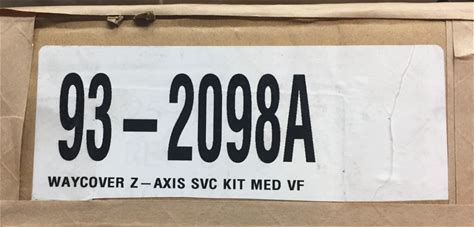 93-2098A
WAYCOVER Z-AXIS SVC KIT MED VF